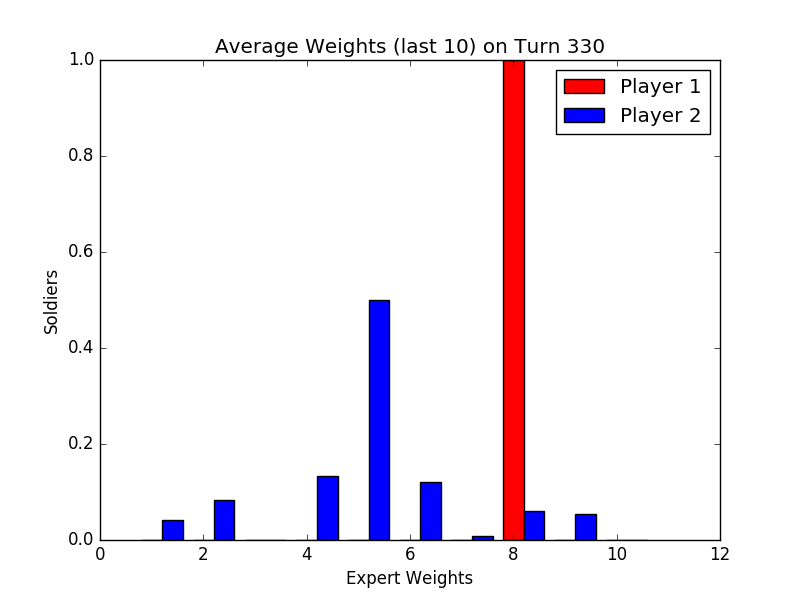 Average Weights (last 10) on Turn 330
1.0
0.8
0.6
0.4
0.2
0.0
Soldiers
Player 1
Player 2
0 2 4 6 8 10 12
Expert Weights